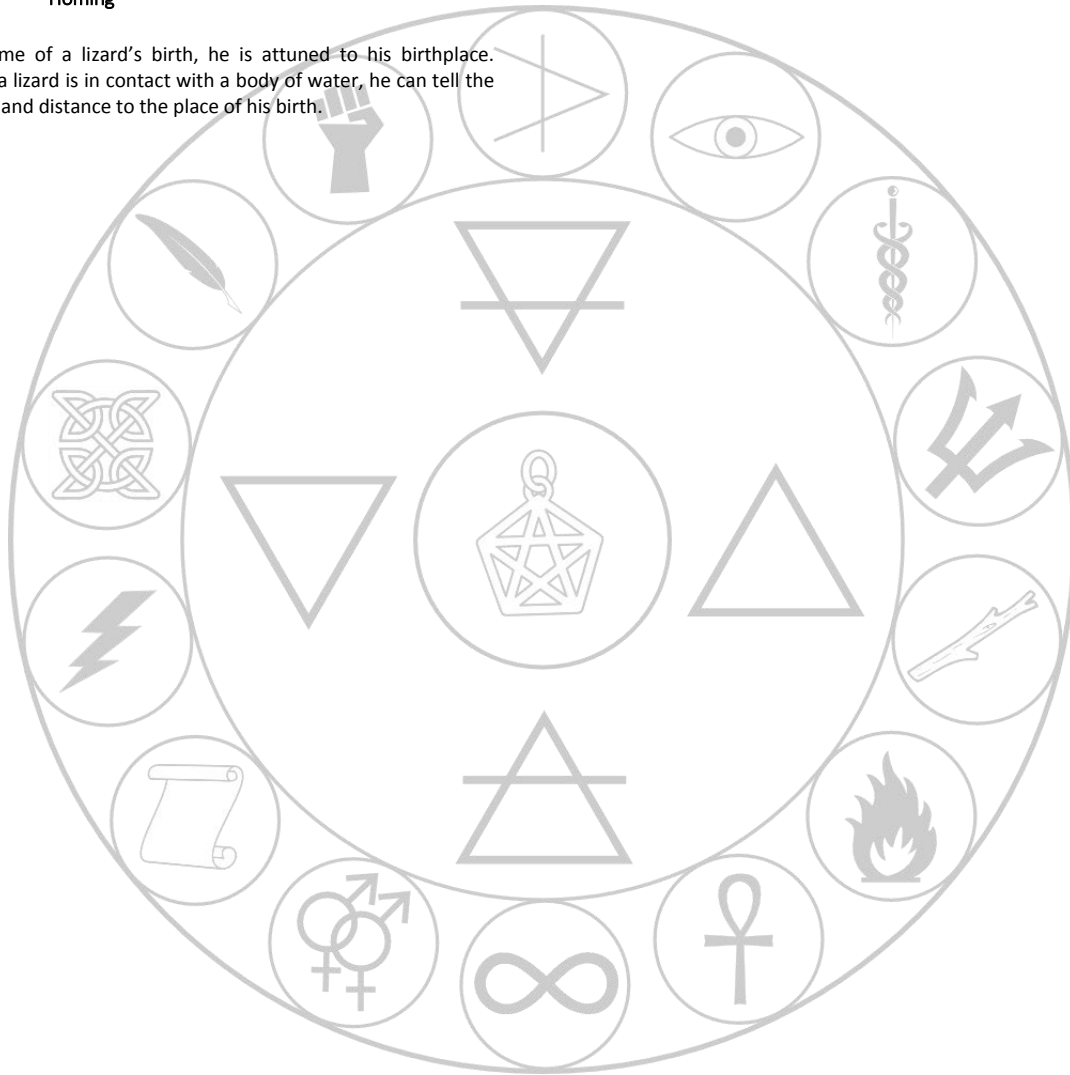 Homing
me of a lizard's birth, he is attuned to his birthplace.
a lizard is in contact with a body of water, he can tell the
and distance to the place of his birth.